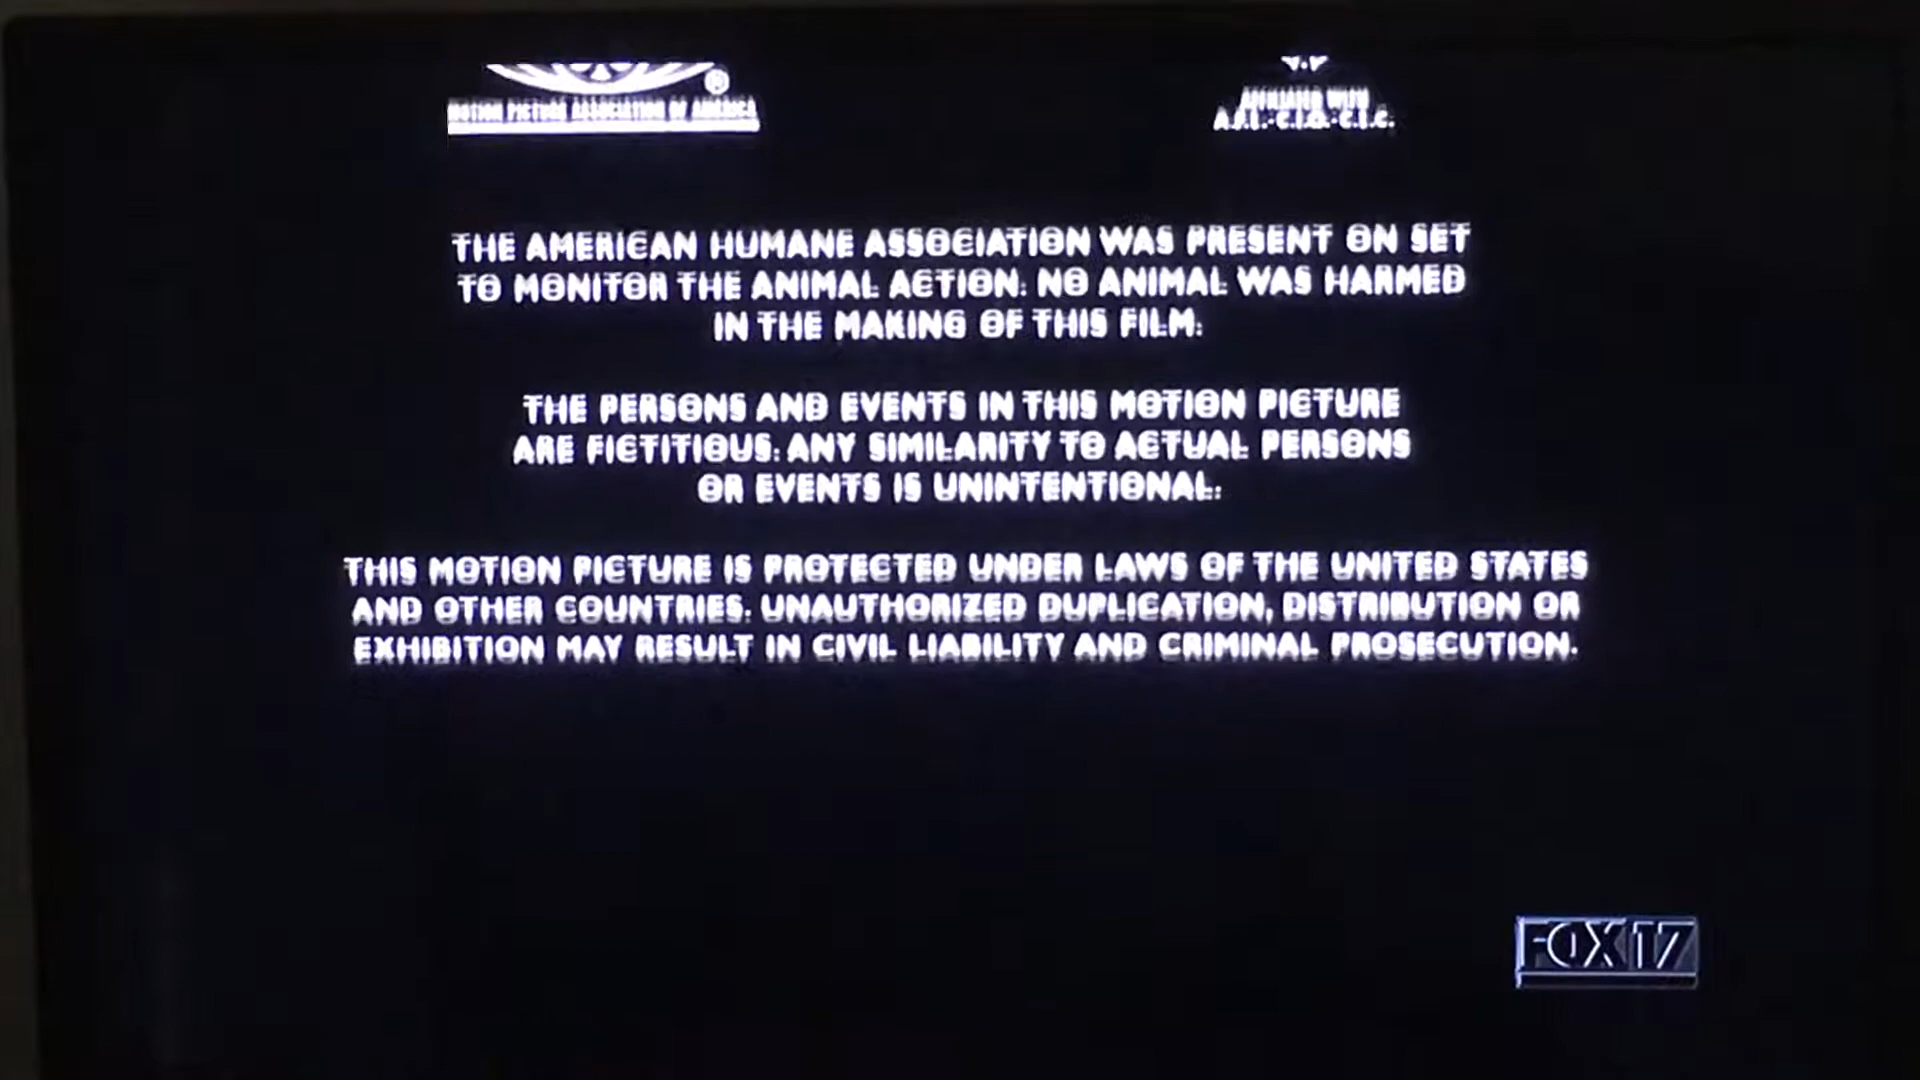 ®
MOTION PICTURE ASSOCIATION OF AMERICA
AFFILIATED WITH
A.F.L.-C.I.O.-C.L.C.
THE AMERICAN HUMANE ASSOCIATION WAS PRESENT ON SET
TO MONITOR THE ANIMAL ACTION. NO ANIMAL WAS HARMED
IN THE MAKING OF THIS FILM.
THE PERSONS AND EVENTS IN THIS MOTION PICTURE
ARE FICTITIOUS. ANY SIMILARITY TO ACTUAL PERSONS
OR EVENTS IS UNINTENTIONAL.
THIS MOTION PICTURE IS PROTECTED UNDER LAWS OF THE UNITED STATES
AND OTHER COUNTRIES. UNAUTHORIZED DUPLICATION, DISTRIBUTION OR
EXHIBITION MAY RESULT IN CIVIL LIABILITY AND CRIMINAL PROSECUTION.
FOX 17